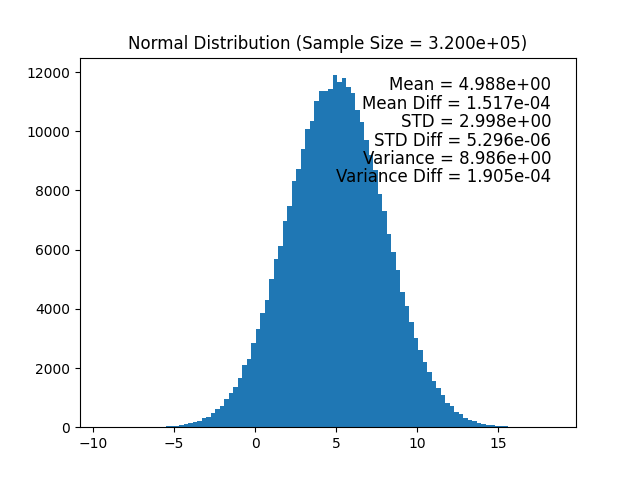 Normal Distribution (Sample Size = 3.200e+05)
12000
10000
8000
6000
4000
2000
0
Mean = 4.988e+00
Mean Diff = 1.517e-04
STD = 2.998e+00
STD Diff = 5.296e-06
Variance = 8.986e+00
Variance Diff = 1.905e-04
−10 −5 0 5 10 15